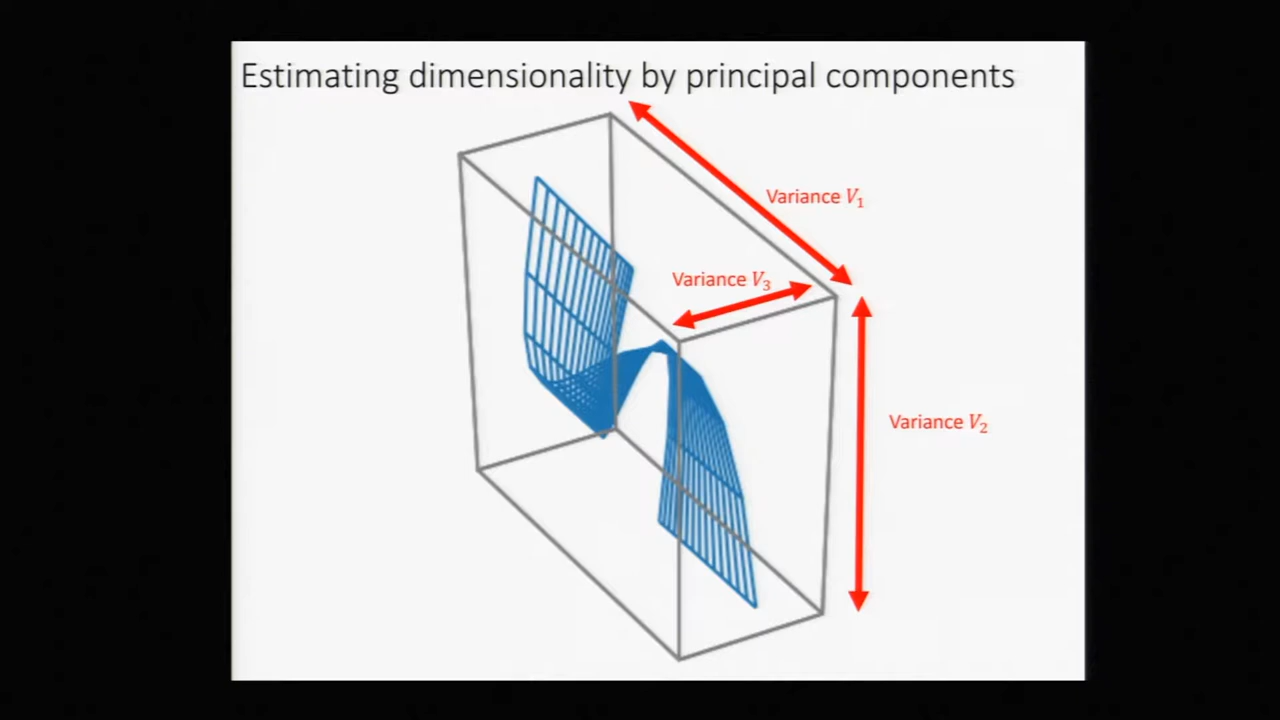 Estimating dimensionality by principal components
Variance V₁
Variance V₃
Variance V₂